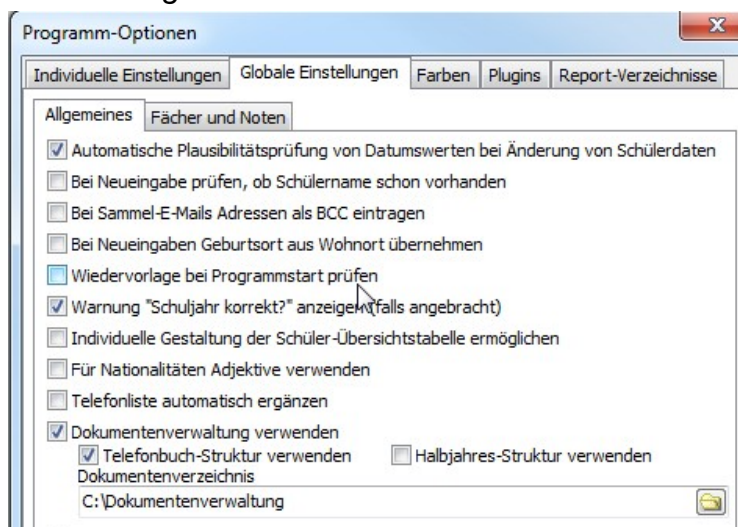 Programm-Optionen
Individuelle Einstellungen Globale Einstellungen Farben Plugins Report-Verzeichnisse
Allgemeines Fächer und Noten
Automatische Plausibilitätsprüfung von Datumswerten bei Änderung von Schülerdaten
Bei Neueingabe prüfen, ob Schülername schon vorhanden
Bei Sammel-E-Mails Adressen als BCC eintragen
Bei Neueingaben Geburtsort aus Wohnort übernehmen
Wiedervorlage bei Programmstart prüfen
Warnung "Schuljahr korrekt?" anzeigen (falls angebracht)
Individuelle Gestaltung der Schüler-Übersichtstabelle ermöglichen
Für Nationalitäten Adjektive verwenden
Telefonliste automatisch ergänzen
Dokumentenverwaltung verwenden
Telefonbuch-Struktur verwenden Halbjahres-Struktur verwenden
Dokumentenverzeichnis
C:\Dokumentenverwaltung